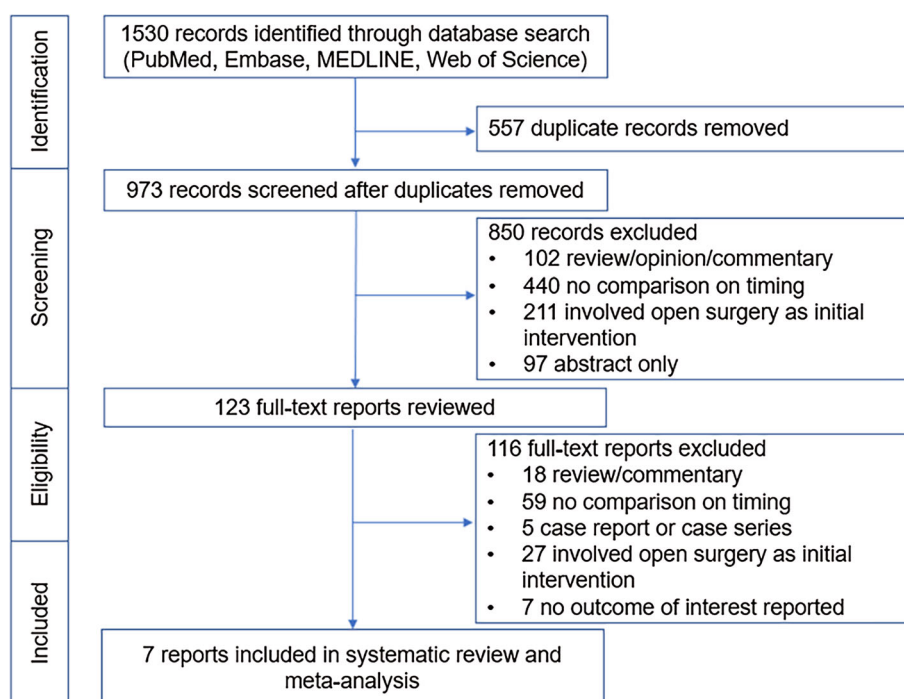 Identification
1530 records identified through database search
(PubMed, Embase, MEDLINE, Web of Science)
557 duplicate records removed
Screening
973 records screened after duplicates removed
850 records excluded
• 102 review/opinion/commentary
• 440 no comparison on timing
• 211 involved open surgery as initial
intervention
• 97 abstract only
Eligibility
123 full-text reports reviewed
116 full-text reports excluded
• 18 review/commentary
• 59 no comparison on timing
• 5 case report or case series
• 27 involved open surgery as initial
intervention
• 7 no outcome of interest reported
Included
7 reports included in systematic review and
meta-analysis